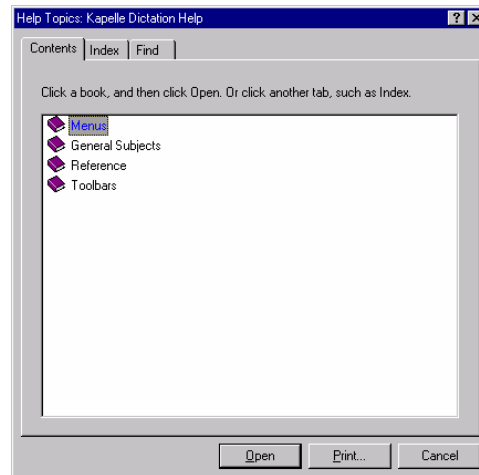 Help Topics: Kapelle Dictation Help
Contents Index Find
Click a book, and then click Open. Or click another tab, such as Index.
Menus
General Subjects
Reference
Toolbars
Open Print... Cancel